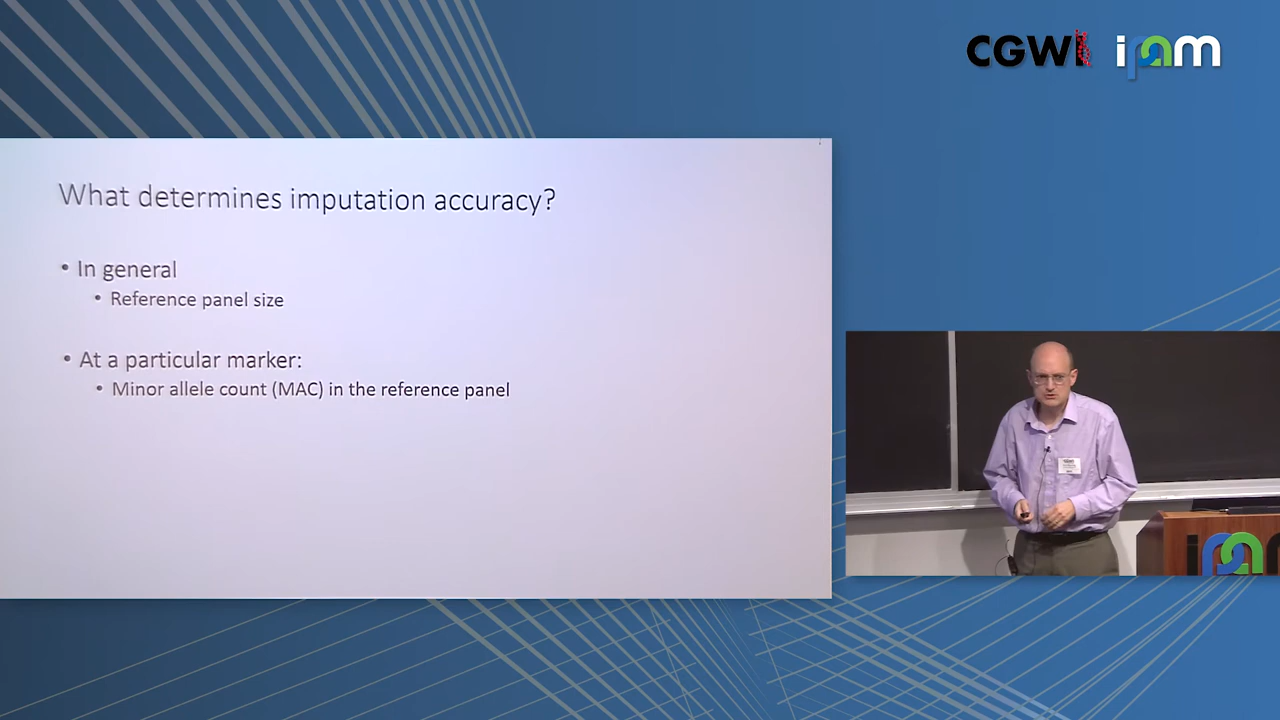 CGWI ipam
What determines imputation accuracy?
• In general
• Reference panel size
• At a particular marker:
• Minor allele count (MAC) in the reference panel